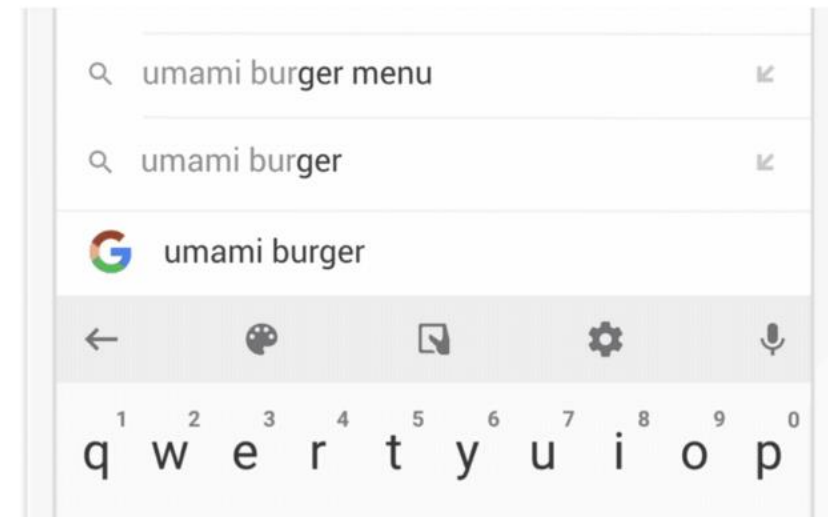 umami burger menu
umami burger
umami burger
1 2 3 4 5 6 7 8 9 0
q w e r t y u i o p